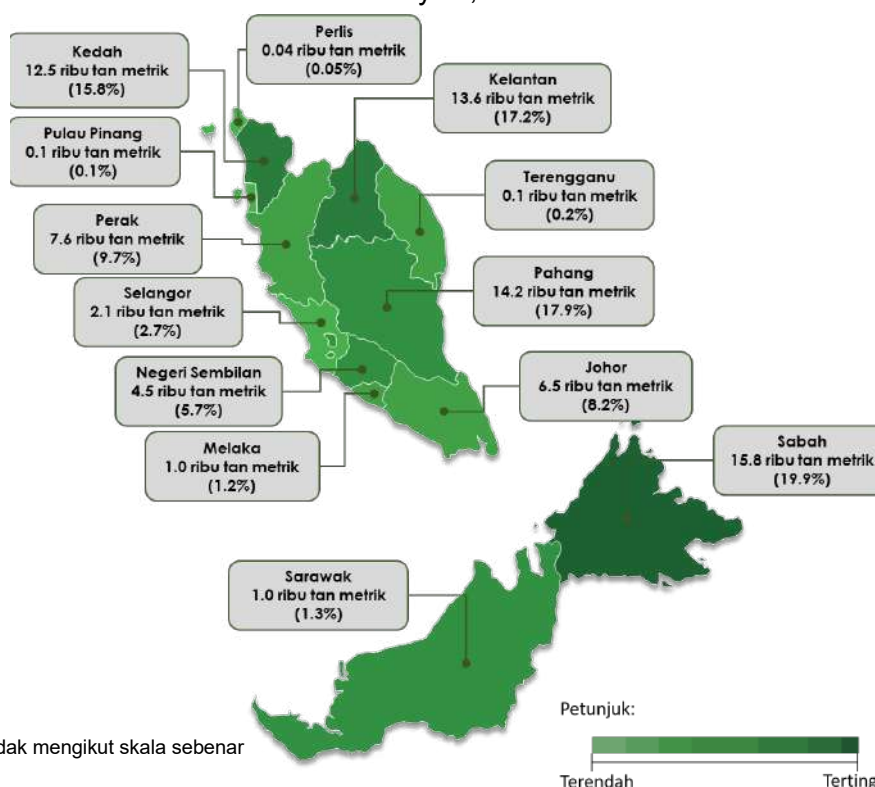 Perlis
0.04 ribu tan metrik
(0.05%)
Kedah
12.5 ribu tan metrik
(15.8%)
Kelantan
13.6 ribu tan metrik
(17.2%)
Pulau Pinang
0.1 ribu tan metrik
(0.1%)
Terengganu
0.1 ribu tan metrik
(0.2%)
Perak
7.6 ribu tan metrik
(9.7%)
Pahang
14.2 ribu tan metrik
(17.9%)
Selangor
2.1 ribu tan metrik
(2.7%)
Negeri Sembilan
4.5 ribu tan metrik
(5.7%)
Johor
6.5 ribu tan metrik
(8.2%)
Melaka
1.0 ribu tan metrik
(1.2%)
Sabah
15.8 ribu tan metrik
(19.9%)
Sarawak
1.0 ribu tan metrik
(1.3%)
Petunjuk:
dak mengikut skala sebenar
Terendah Terting